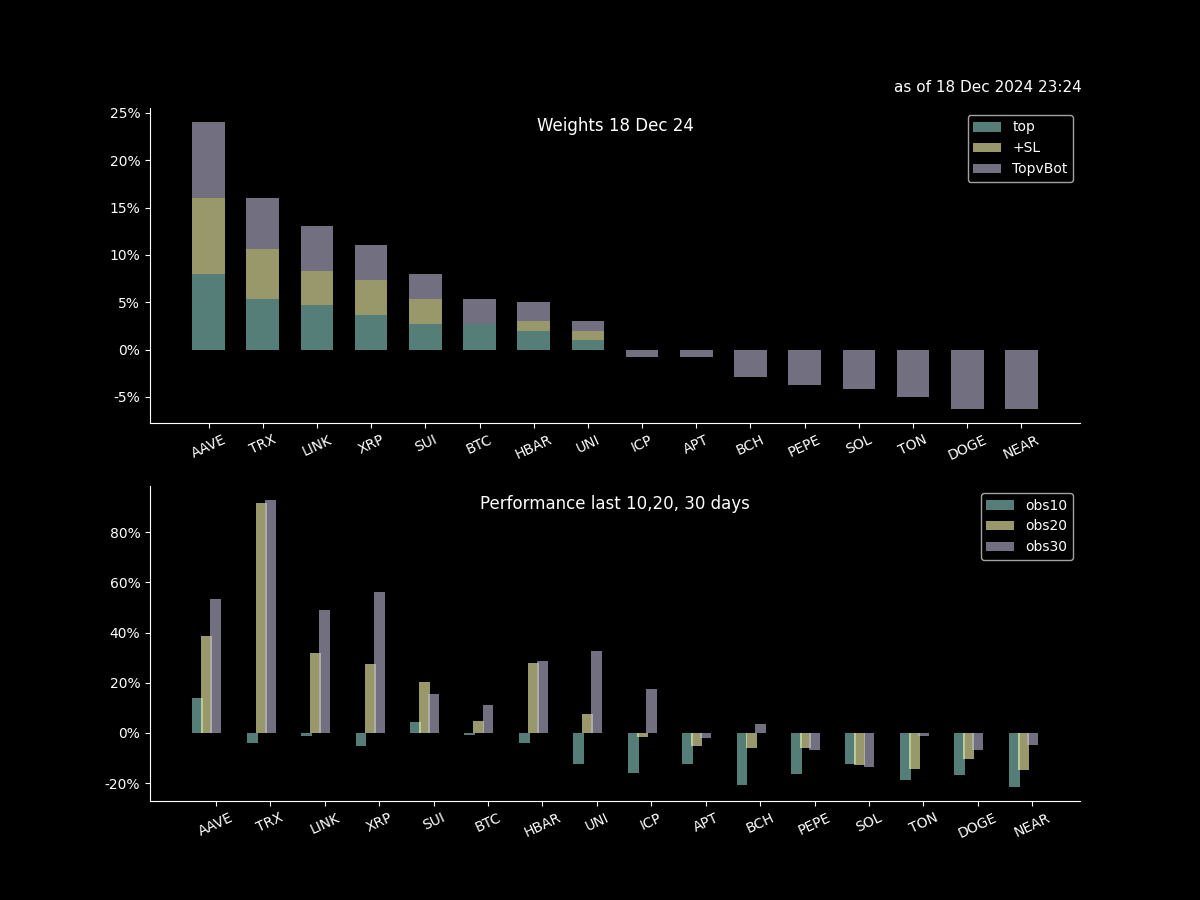 as of 18 Dec 2024 23:24
Weights 18 Dec 24
top
+SL
TopvBot
25%
20%
15%
10%
5%
0%
-5%
AAVE TRX LINK XRP SUI BTC HBAR UNI ICP APT BCH PEPE SOL TON DOGE NEAR
Performance last 10,20, 30 days
obs10
obs20
obs30
80%
60%
40%
20%
0%
-20%
AAVE TRX LINK XRP SUI BTC HBAR UNI ICP APT BCH PEPE SOL TON DOGE NEAR